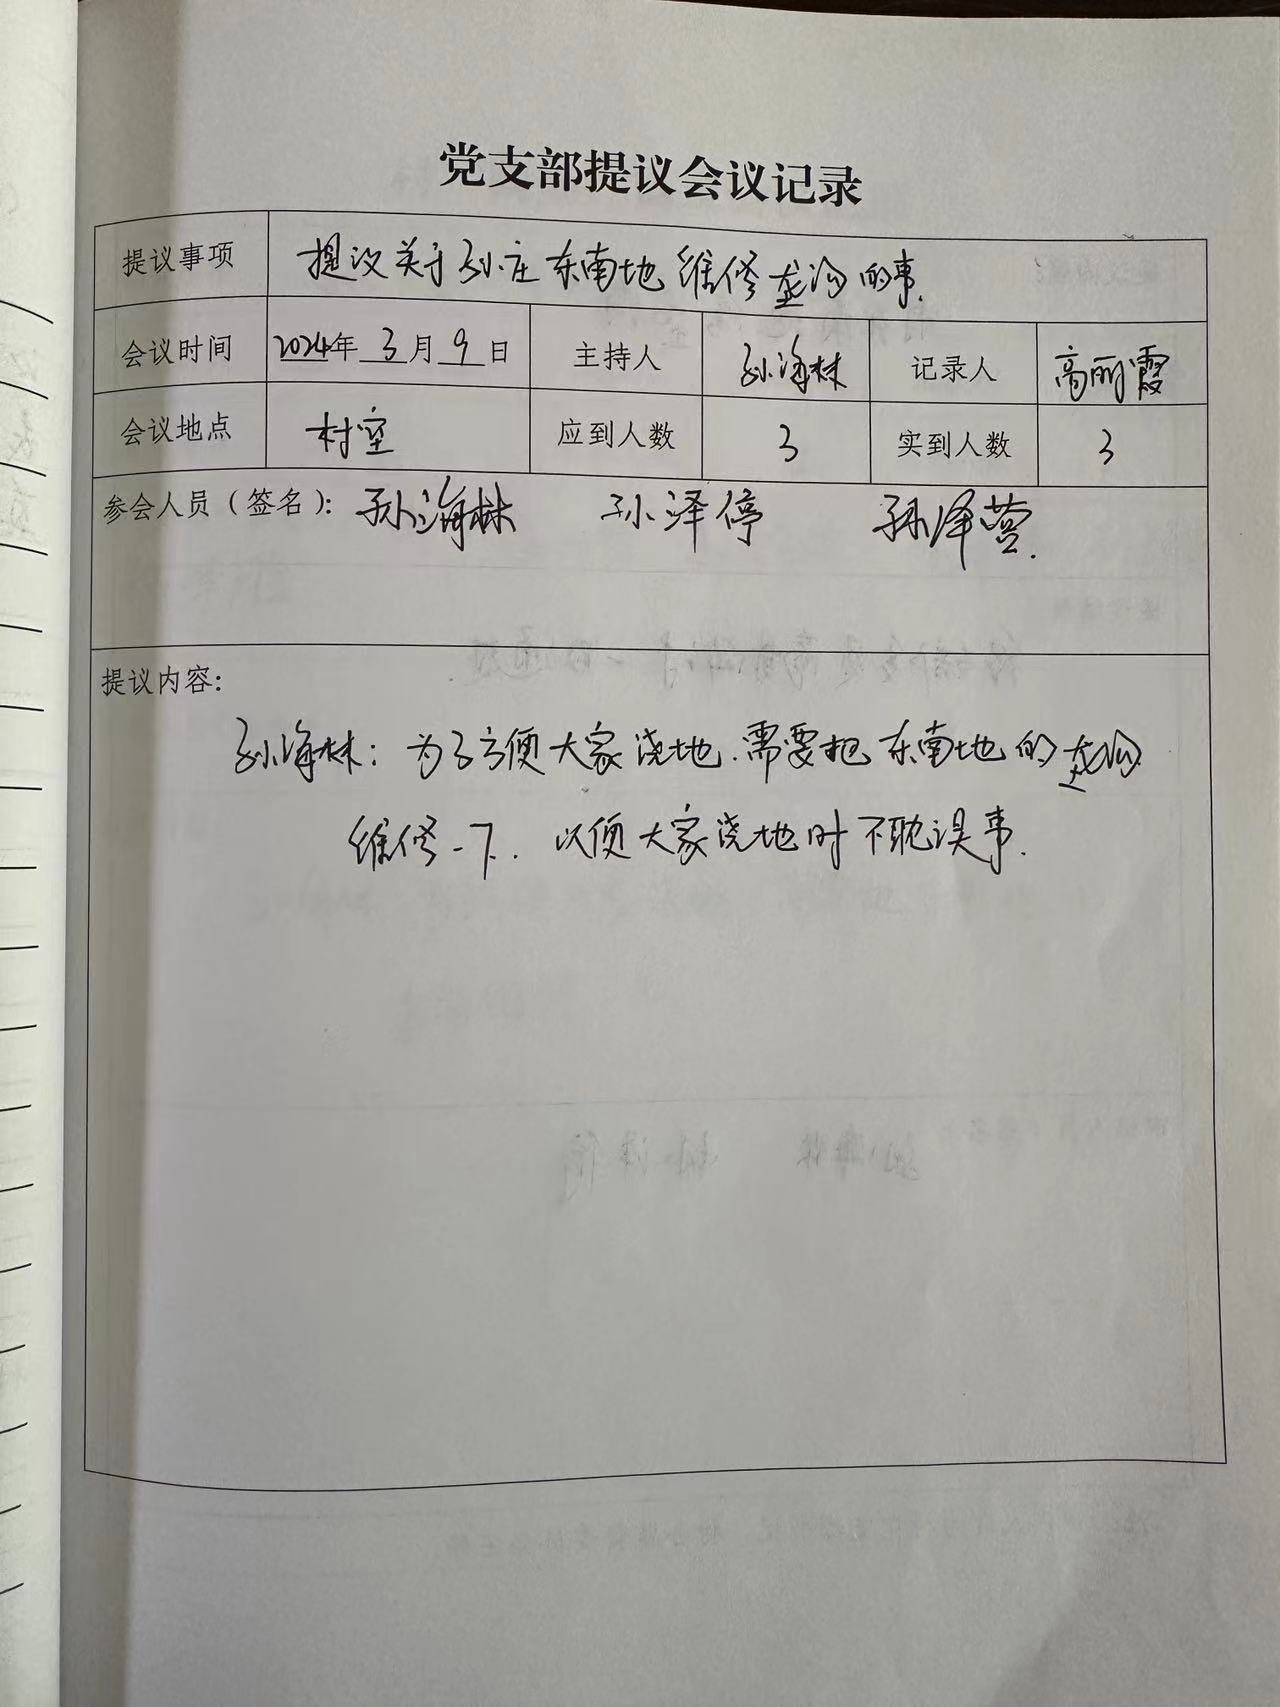 党支部提议会议记录
提议事项 提议关于孙庄东南地维修垄沟的事.
会议时间 2024年 3 月 9 日 主持人 孙海林 记录人 高丽霞
会议地点 村室 应到人数 3 实到人数 3
参会人员(签名): 孙海林 孙泽停 孙泽营.
提议内容:
孙海林: 为了方便大家浇地.需要把东南地的垄沟
维修一下. 以便大家浇地时不耽误事.